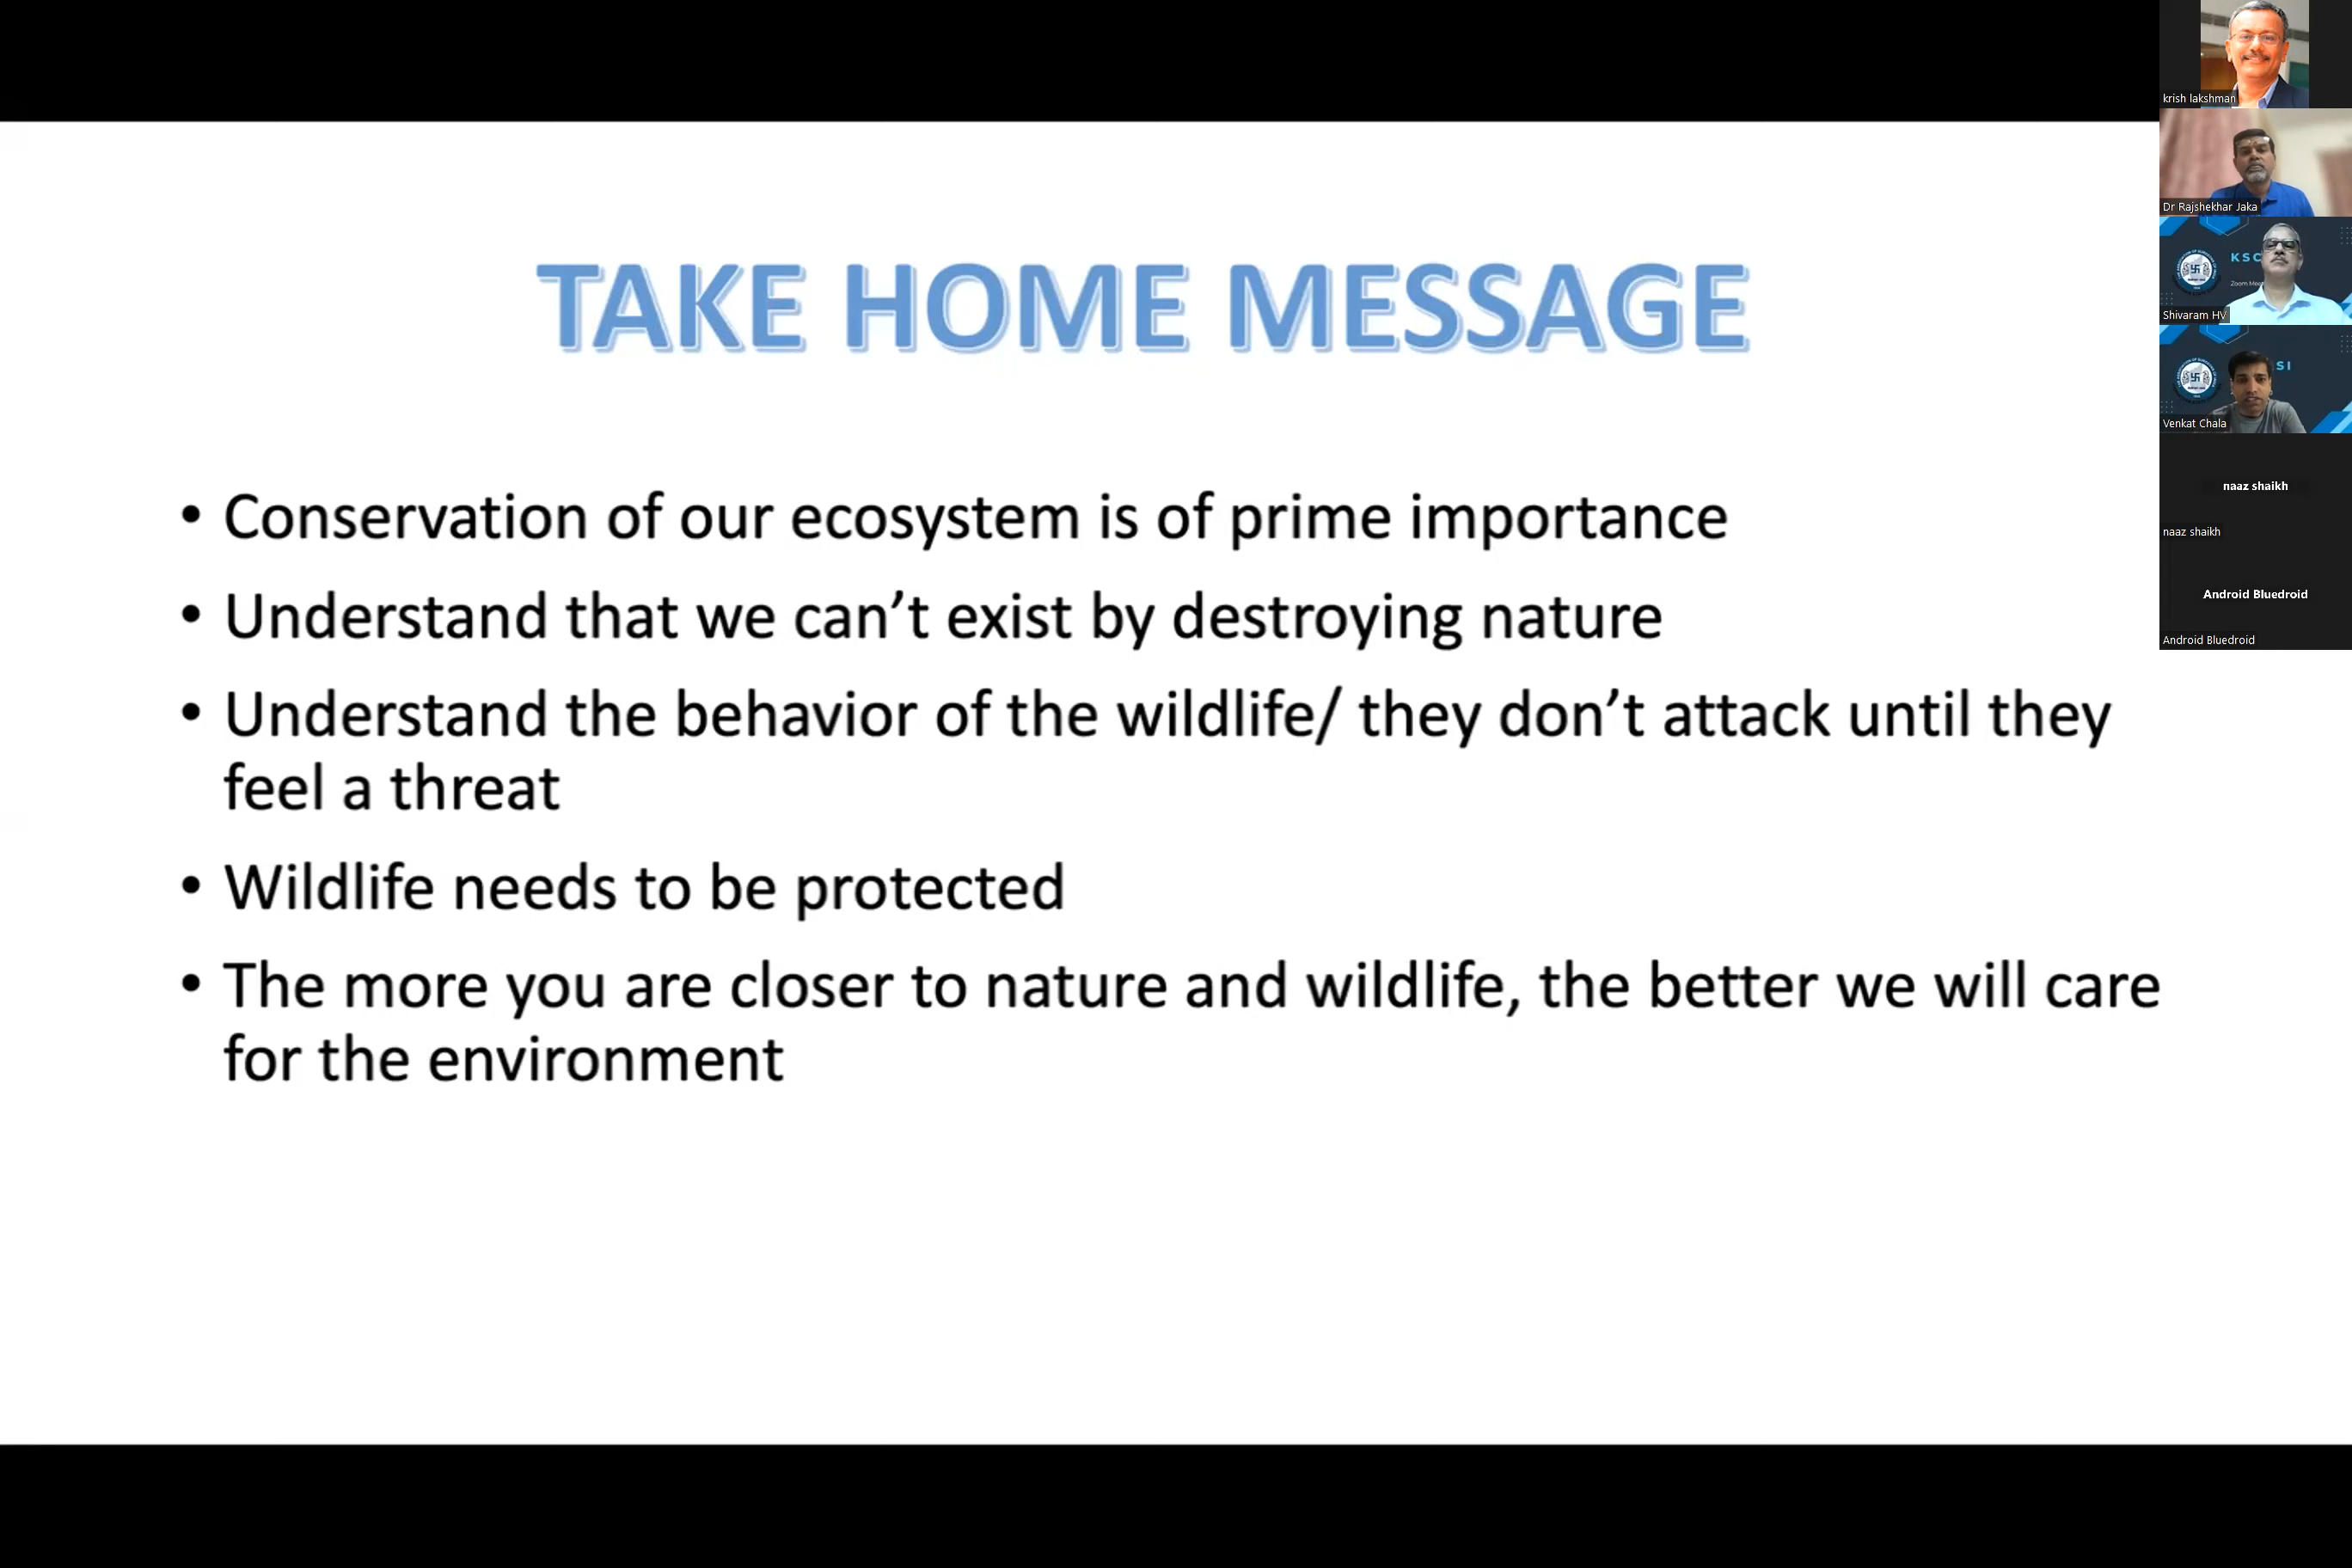 TAKE HOME MESSAGE
• Conservation of our ecosystem is of prime importance
• Understand that we can’t exist by destroying nature
• Understand the behavior of the wildlife/ they don’t attack until they
feel a threat
• Wildlife needs to be protected
• The more you are closer to nature and wildlife, the better we will care
for the environment
krish lakshman
Dr Rajshekhar Jaka
KSC
Shivaram HV
SI
Venkat Chala
naaz shaikh
naaz shaikh
Android Bluedroid
Android Bluedroid